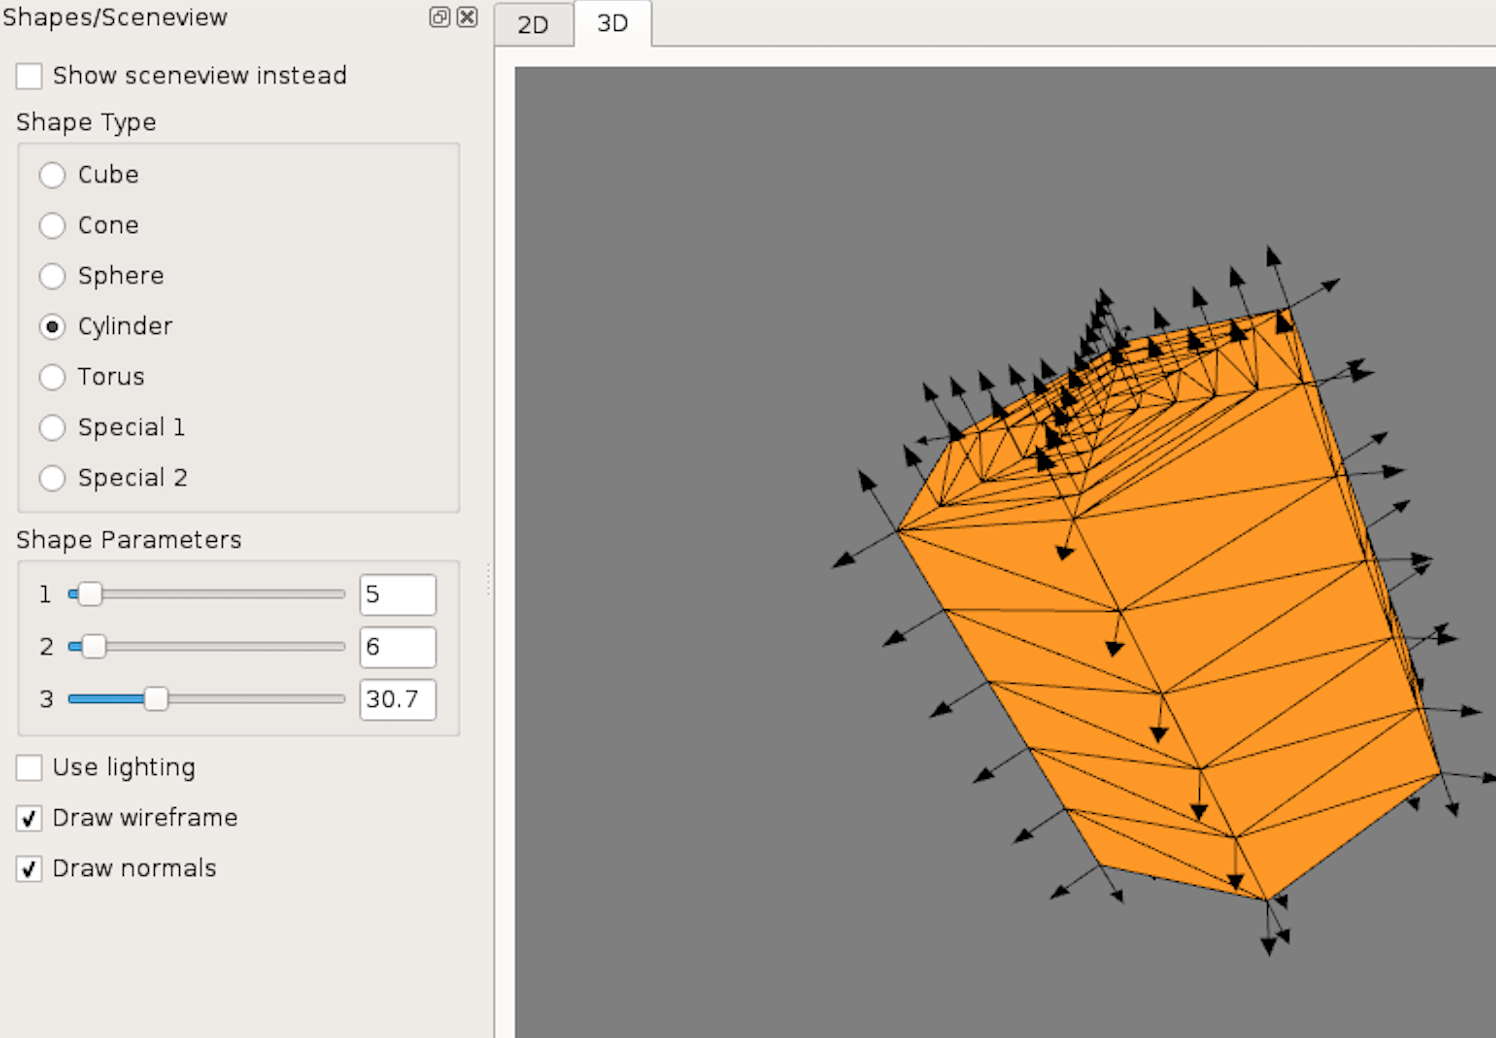 Shapes/Sceneview
2D
3D
Show sceneview instead
Shape Type
Cube
Cone
Sphere
Cylinder
Torus
Special 1
Special 2
Shape Parameters
1 5
2 6
3 30.7
Use lighting
Draw wireframe
Draw normals